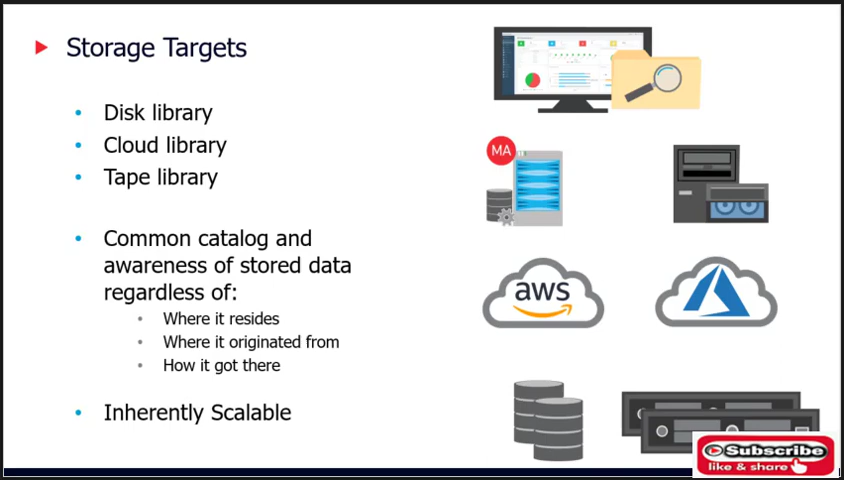 Storage Targets
Disk library
Cloud library
Tape library
Common catalog and
awareness of stored data
regardless of:
Where it resides
Where it originated from
How it got there
Inherently Scalable
MA
aws
Subscribe
like & share